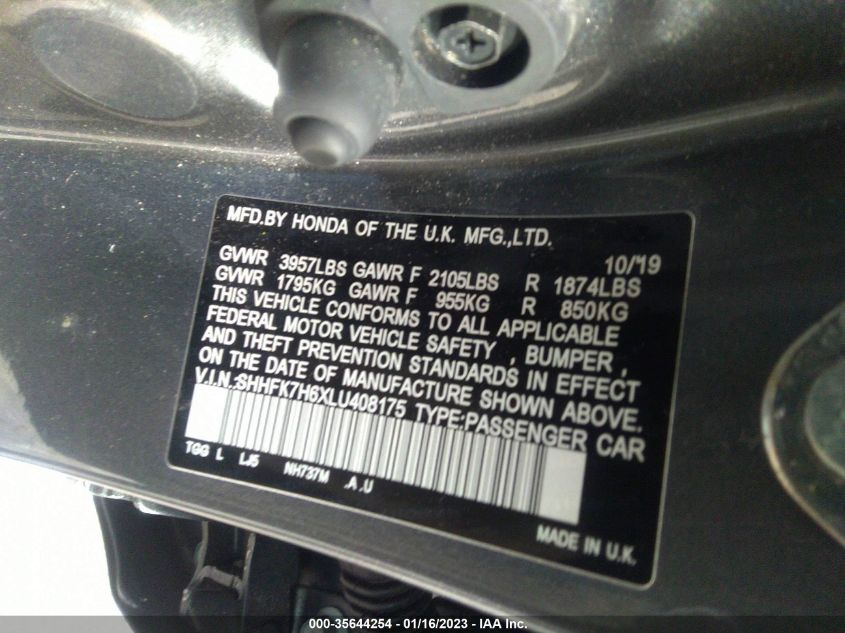 MFD.BY HONDA OF THE U.K. MFG.,LTD.
10/'19
GVWR 3957LBS GAWR F 2105LBS R 1874LBS
GVWR 1795KG GAWR F 955KG R 850KG
THIS VEHICLE CONFORMS TO ALL APPLICABLE
FEDERAL MOTOR VEHICLE SAFETY , BUMPER ,
AND THEFT PREVENTION STANDARDS IN EFFECT
ON THE DATE OF MANUFACTURE SHOWN ABOVE.
V.I.N.:SHHFK7H6XLU408175 TYPE:PASSENGER CAR
TGG L LJ5 NH737M .A .U
MADE IN U.K.
000-35644254 - 01/16/2023 - IAA Inc.